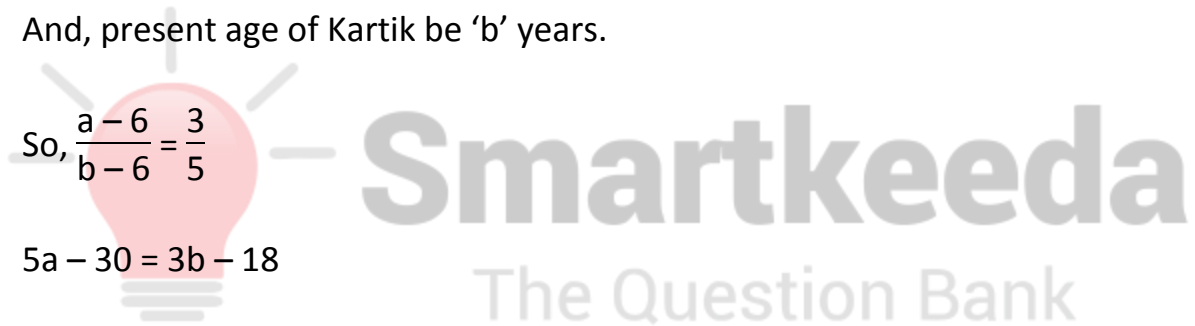 And, present age of Kartik be ‘b’ years.
So, a – 6 / b – 6 = 3 / 5
5a – 30 = 3b – 18
Smartkeeda
The Question Bank